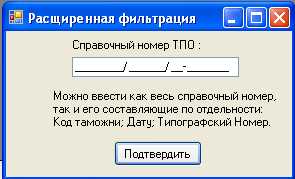 Расширенная фильтрация
Справочный номер ТПО :
________/______/__-_______
Можно ввести как весь справочный номер,
так и его составляющие по отдельности:
Код таможни; Дату; Типографский Номер.
Подтвердить